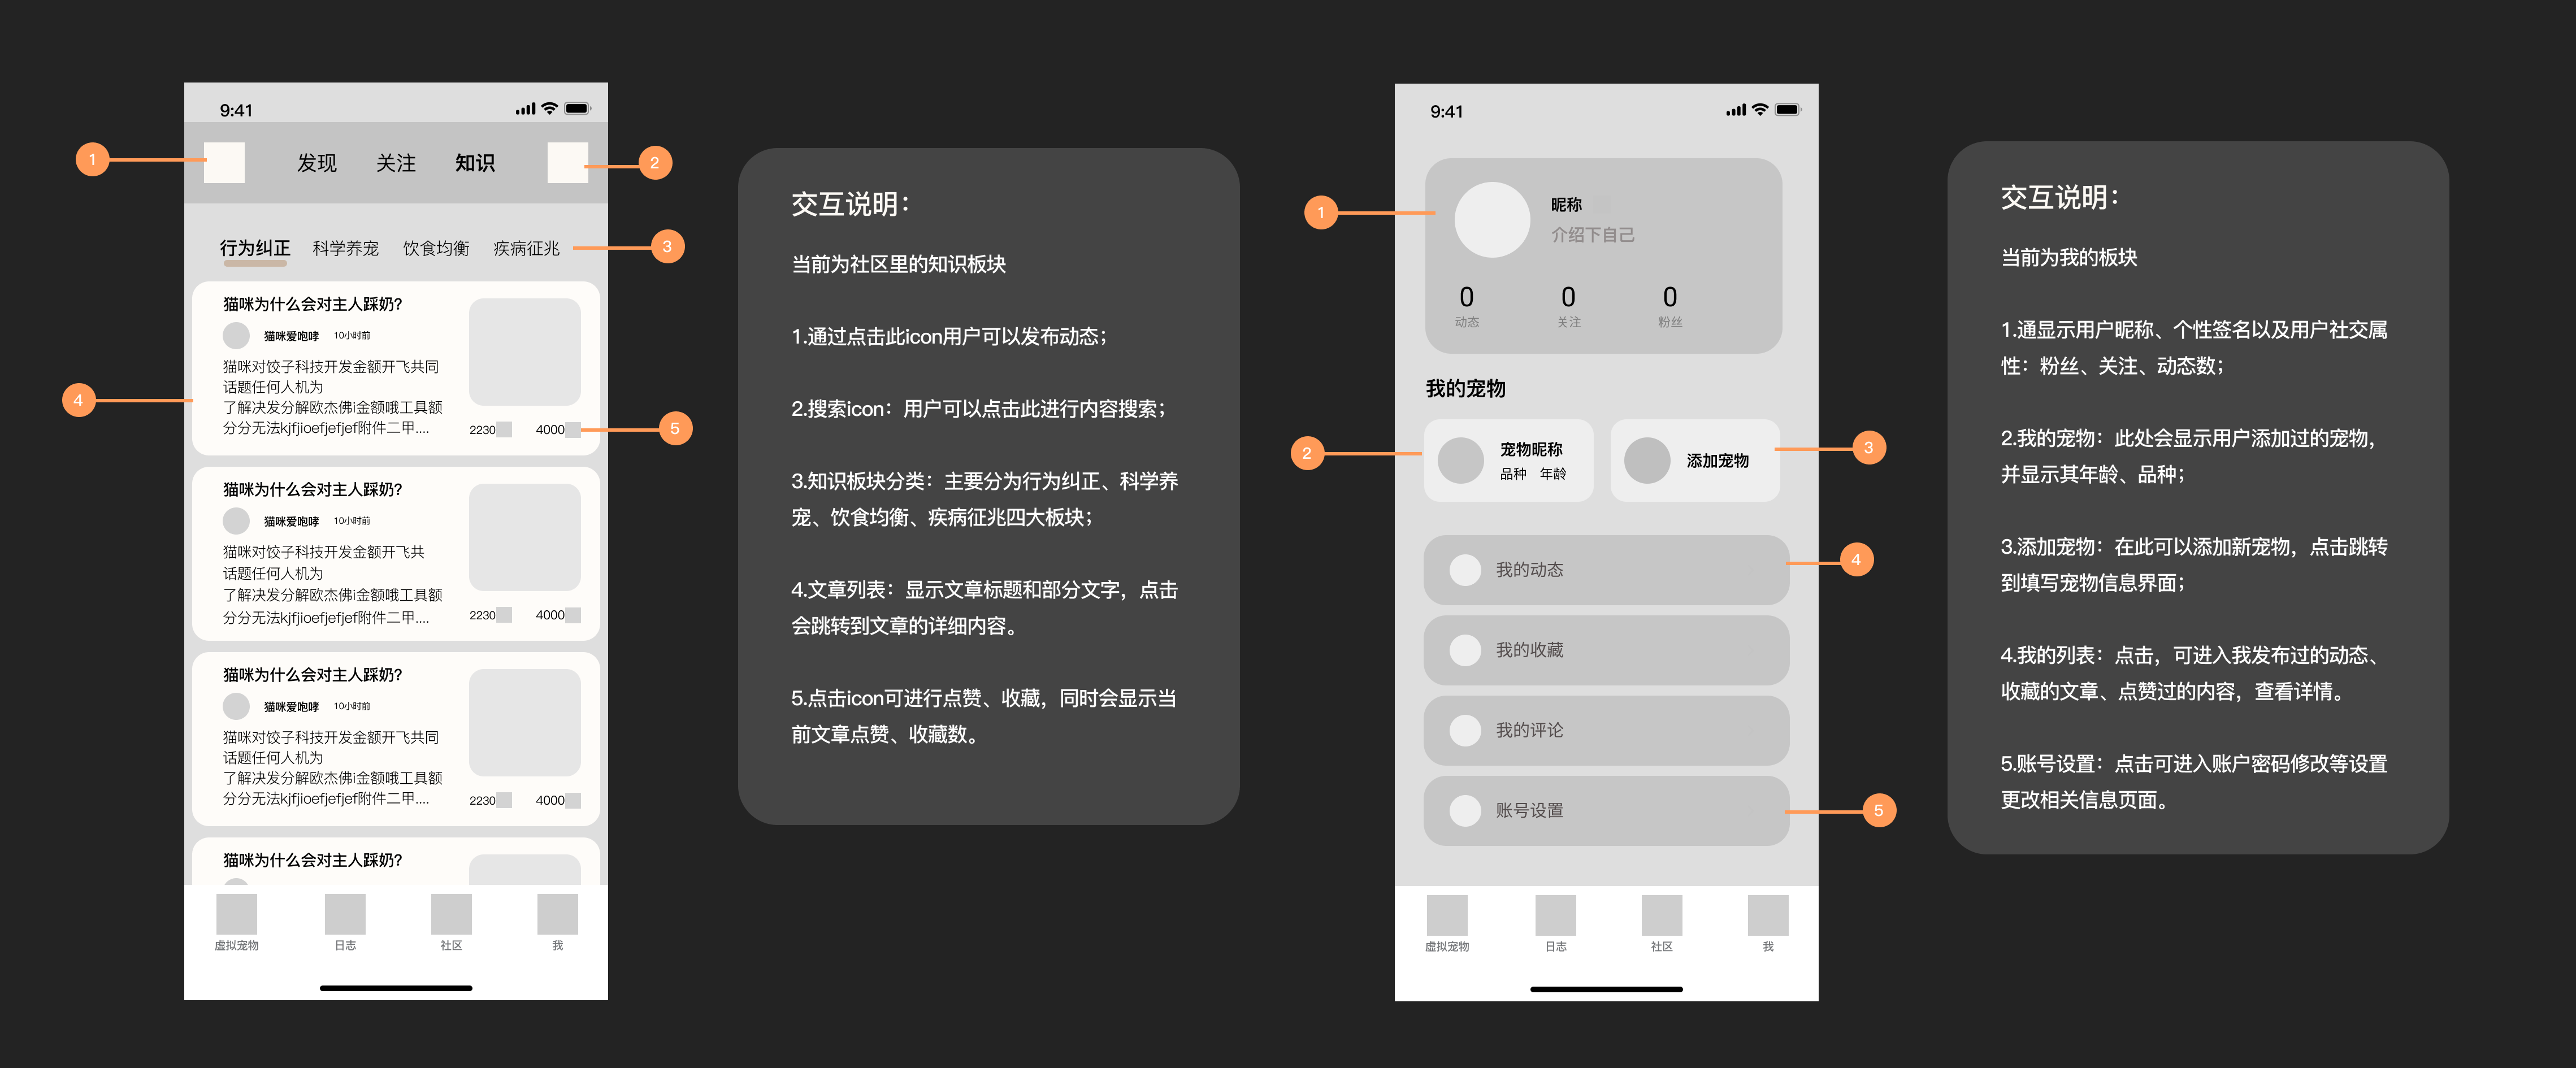 9:41
1
发现 关注 知识
2
行为纠正 科学养宠 饮食均衡 疾病征兆
3
猫咪为什么会对主人踩奶?
猫咪爱咆哮 10小时前
猫咪对饺子科技开发金额开飞共同
话题任何人机为
4
了解决发分解欧杰佛i金额哦工具额
分分无法kjfjioefjefjef附件二甲....
2230 4000
5
猫咪为什么会对主人踩奶?
猫咪爱咆哮 10小时前
猫咪对饺子科技开发金额开飞共
话题任何人机为
了解决发分解欧杰佛i金额哦工具额
分分无法kjfjioefjefjef附件二甲....
2230 4000
猫咪为什么会对主人踩奶?
猫咪爱咆哮 10小时前
猫咪对饺子科技开发金额开飞共同
话题任何人机为
了解决发分解欧杰佛i金额哦工具额
分分无法kjfjioefjefjef附件二甲....
2230 4000
猫咪为什么会对主人踩奶?
虚拟宠物 日志 社区 我
交互说明：
当前为社区里的知识板块
1.通过点击此icon用户可以发布动态；
2.搜索icon：用户可以点击此进行内容搜索；
3.知识板块分类：主要分为行为纠正、科学养
宠、饮食均衡、疾病征兆四大板块；
4.文章列表：显示文章标题和部分文字，点击
会跳转到文章的详细内容。
5.点击icon可进行点赞、收藏，同时会显示当
前文章点赞、收藏数。
9:41
1
昵称
介绍下自己
0 0 0
动态 关注 粉丝
我的宠物
2
宠物昵称
品种 年龄
添加宠物
3
我的动态
4
我的收藏
我的评论
账号设置
5
虚拟宠物 日志 社区 我
交互说明：
当前为我的板块
1.通显示用户昵称、个性签名以及用户社交属
性：粉丝、关注、动态数；
2.我的宠物：此处会显示用户添加过的宠物，
并显示其年龄、品种；
3.添加宠物：在此可以添加新宠物，点击跳转
到填写宠物信息界面；
4.我的列表：点击，可进入我发布过的动态、
收藏的文章、点赞过的内容，查看详情。
5.账号设置：点击可进入账户密码修改等设置
更改相关信息页面。